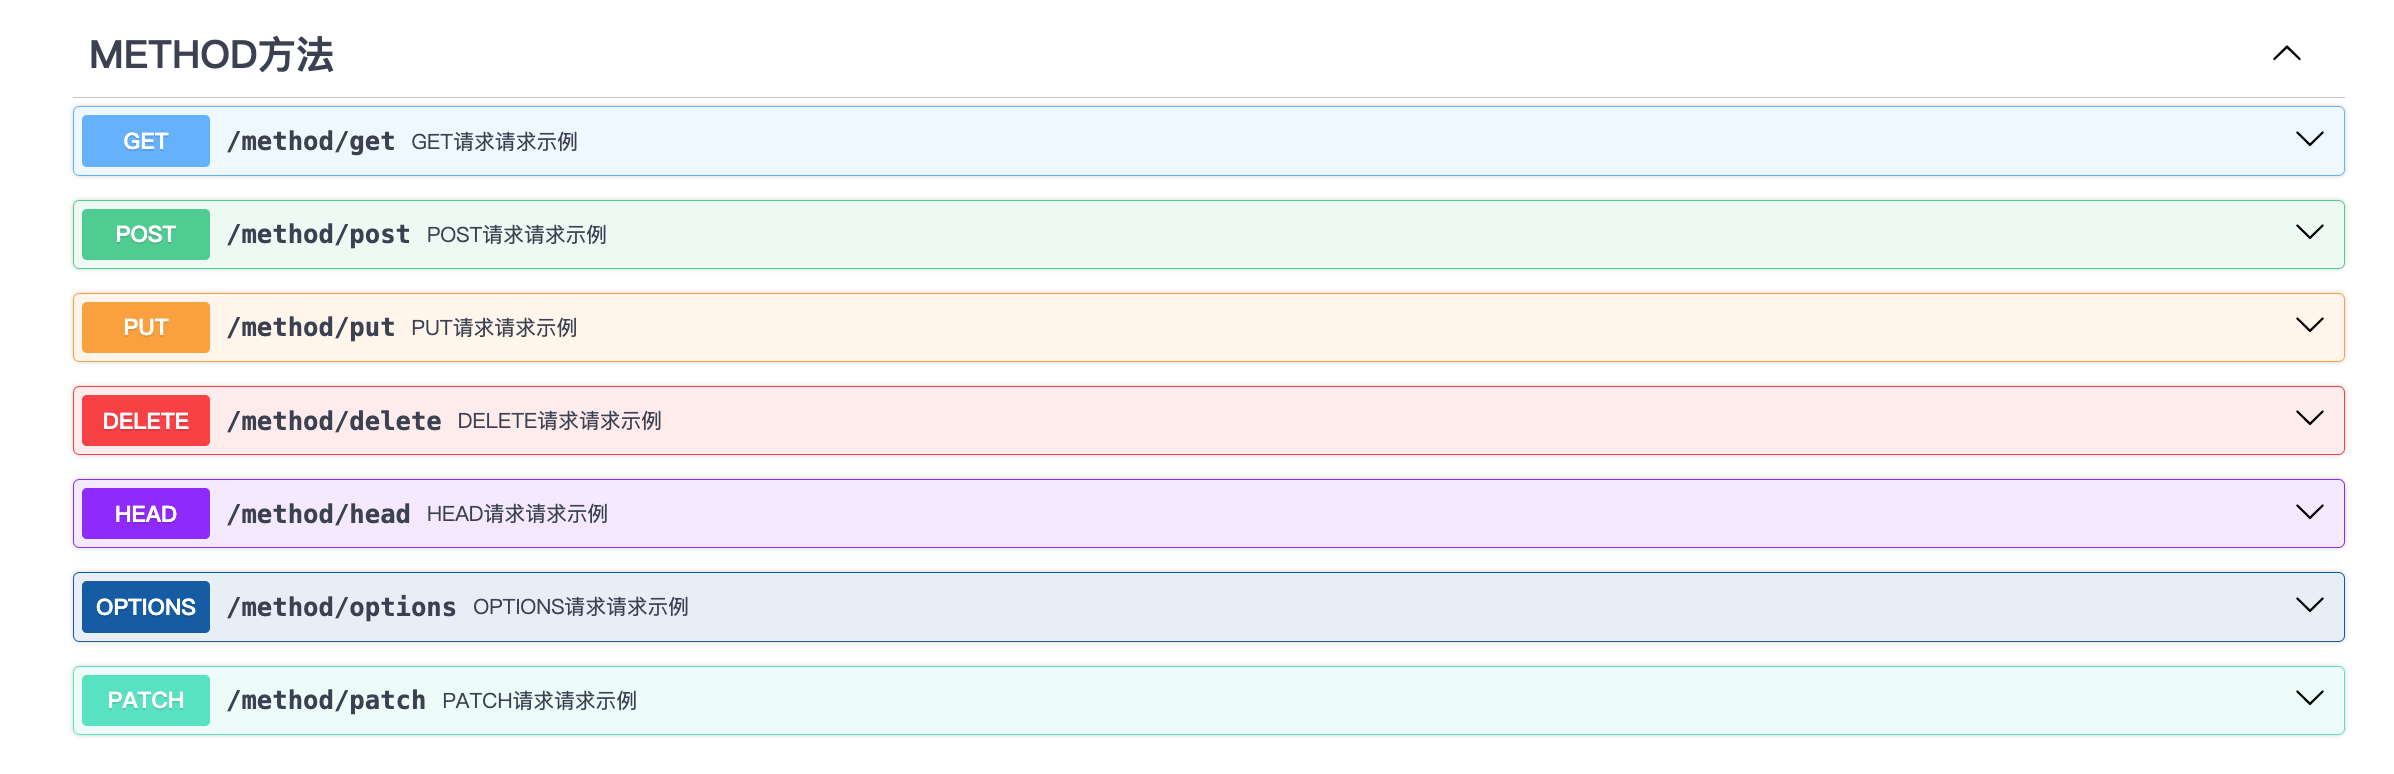 METHOD方法
GET /method/get GET请求请求示例
POST /method/post POST请求请求示例
PUT /method/put PUT请求请求示例
DELETE /method/delete DELETE请求请求示例
HEAD /method/head HEAD请求请求示例
OPTIONS /method/options OPTIONS请求请求示例
PATCH /method/patch PATCH请求请求示例